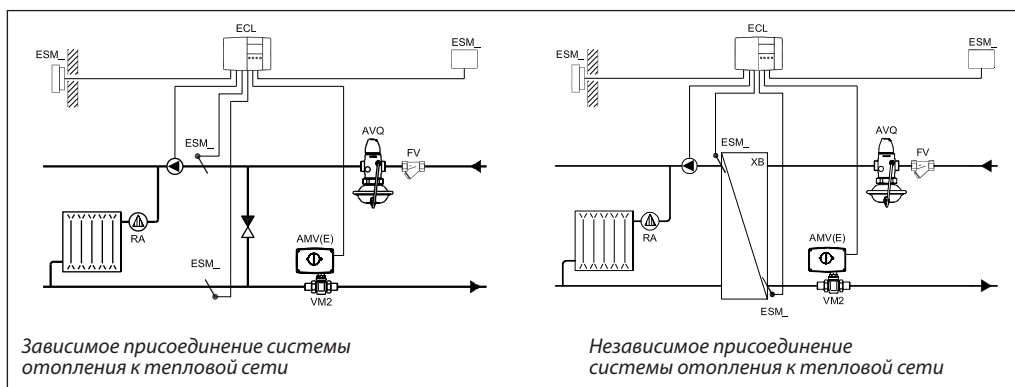 ECL
ESM_
ESM_
ESM_
AVQ
FV
RA
AMV(E)
ESM_
VM2
Зависимое присоединение системы
отопления к тепловой сети
ECL
ESM_
ESM_
ESM_
XB
AVQ
FV
RA
AMV(E)
VM2
ESM_
Независимое присоединение
системы отопления к тепловой сети